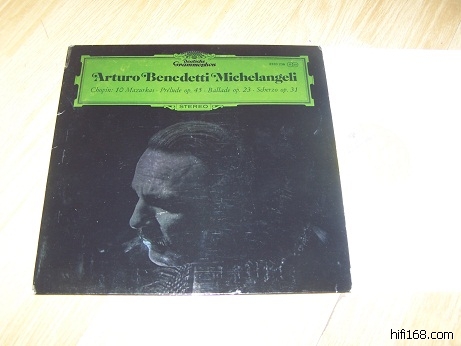 Deutsche
Grammophon
Arturo Benedetti Michelangeli
Chopin: 10 Mazurkas · Prélude op. 45 · Ballade op. 23 · Scherzo op. 31
STEREO
hifi168.com